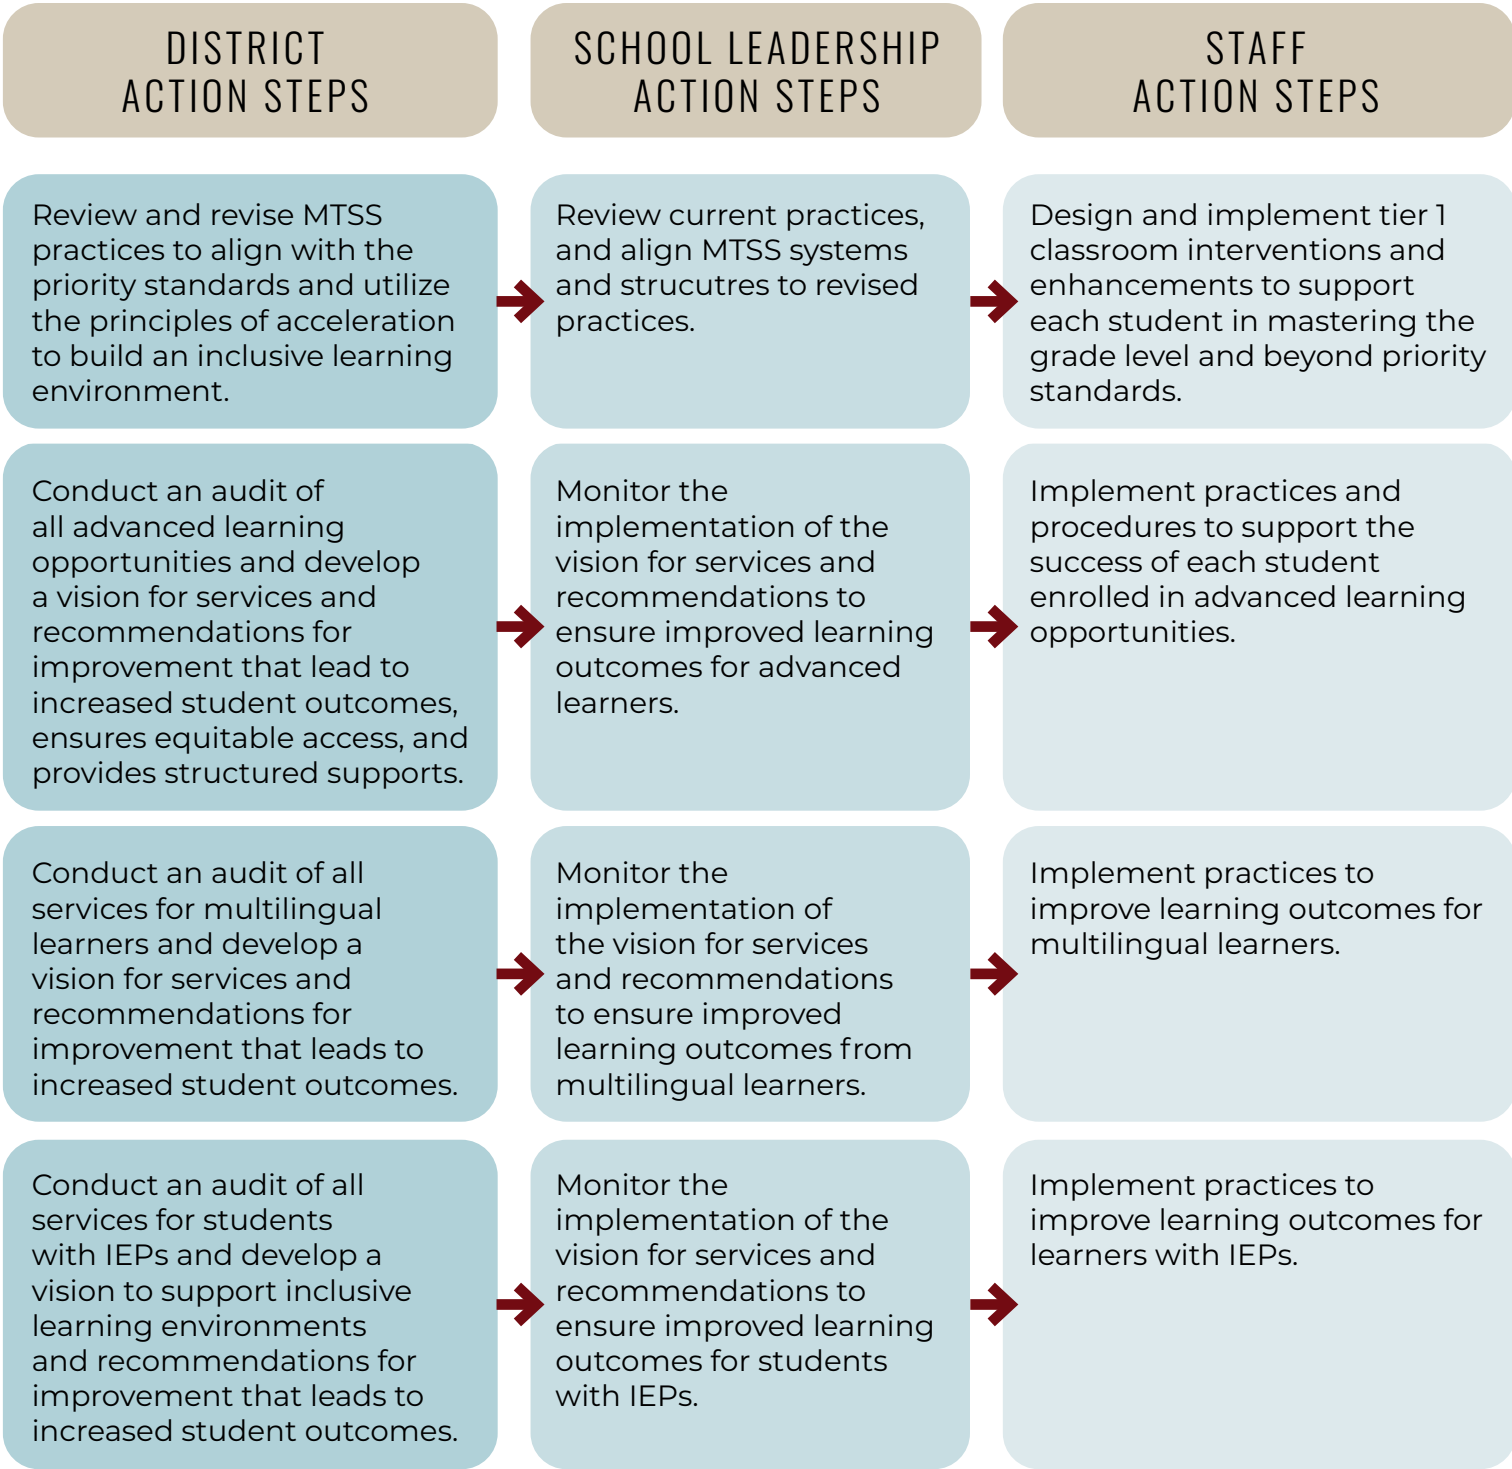 DISTRICT
ACTION STEPS
SCHOOL LEADERSHIP
ACTION STEPS
STAFF
ACTION STEPS
Review and revise MTSS
practices to align with the
priority standards and utilize
the principles of acceleration
to build an inclusive learning
environment.
Review current practices,
and align MTSS systems
and strucutres to revised
practices.
Design and implement tier 1
classroom interventions and
enhancements to support
each student in mastering the
grade level and beyond priority
standards.
Conduct an audit of
all advanced learning
opportunities and develop
a vision for services and
recommendations for
improvement that lead to
increased student outcomes,
ensures equitable access, and
provides structured supports.
Monitor the
implementation of the
vision for services and
recommendations to
ensure improved learning
outcomes for advanced
learners.
Implement practices and
procedures to support the
success of each student
enrolled in advanced learning
opportunities.
Conduct an audit of all
services for multilingual
learners and develop a
vision for services and
recommendations for
improvement that leads to
increased student outcomes.
Monitor the
implementation of
the vision for services
and recommendations
to ensure improved
learning outcomes from
multilingual learners.
Implement practices to
improve learning outcomes for
multilingual learners.
Conduct an audit of all
services for students
with IEPs and develop a
vision to support inclusive
learning environments
and recommendations for
improvement that leads to
increased student outcomes.
Monitor the
implementation of the
vision for services and
recommendations to
ensure improved learning
outcomes for students
with IEPs.
Implement practices to
improve learning outcomes for
learners with IEPs.